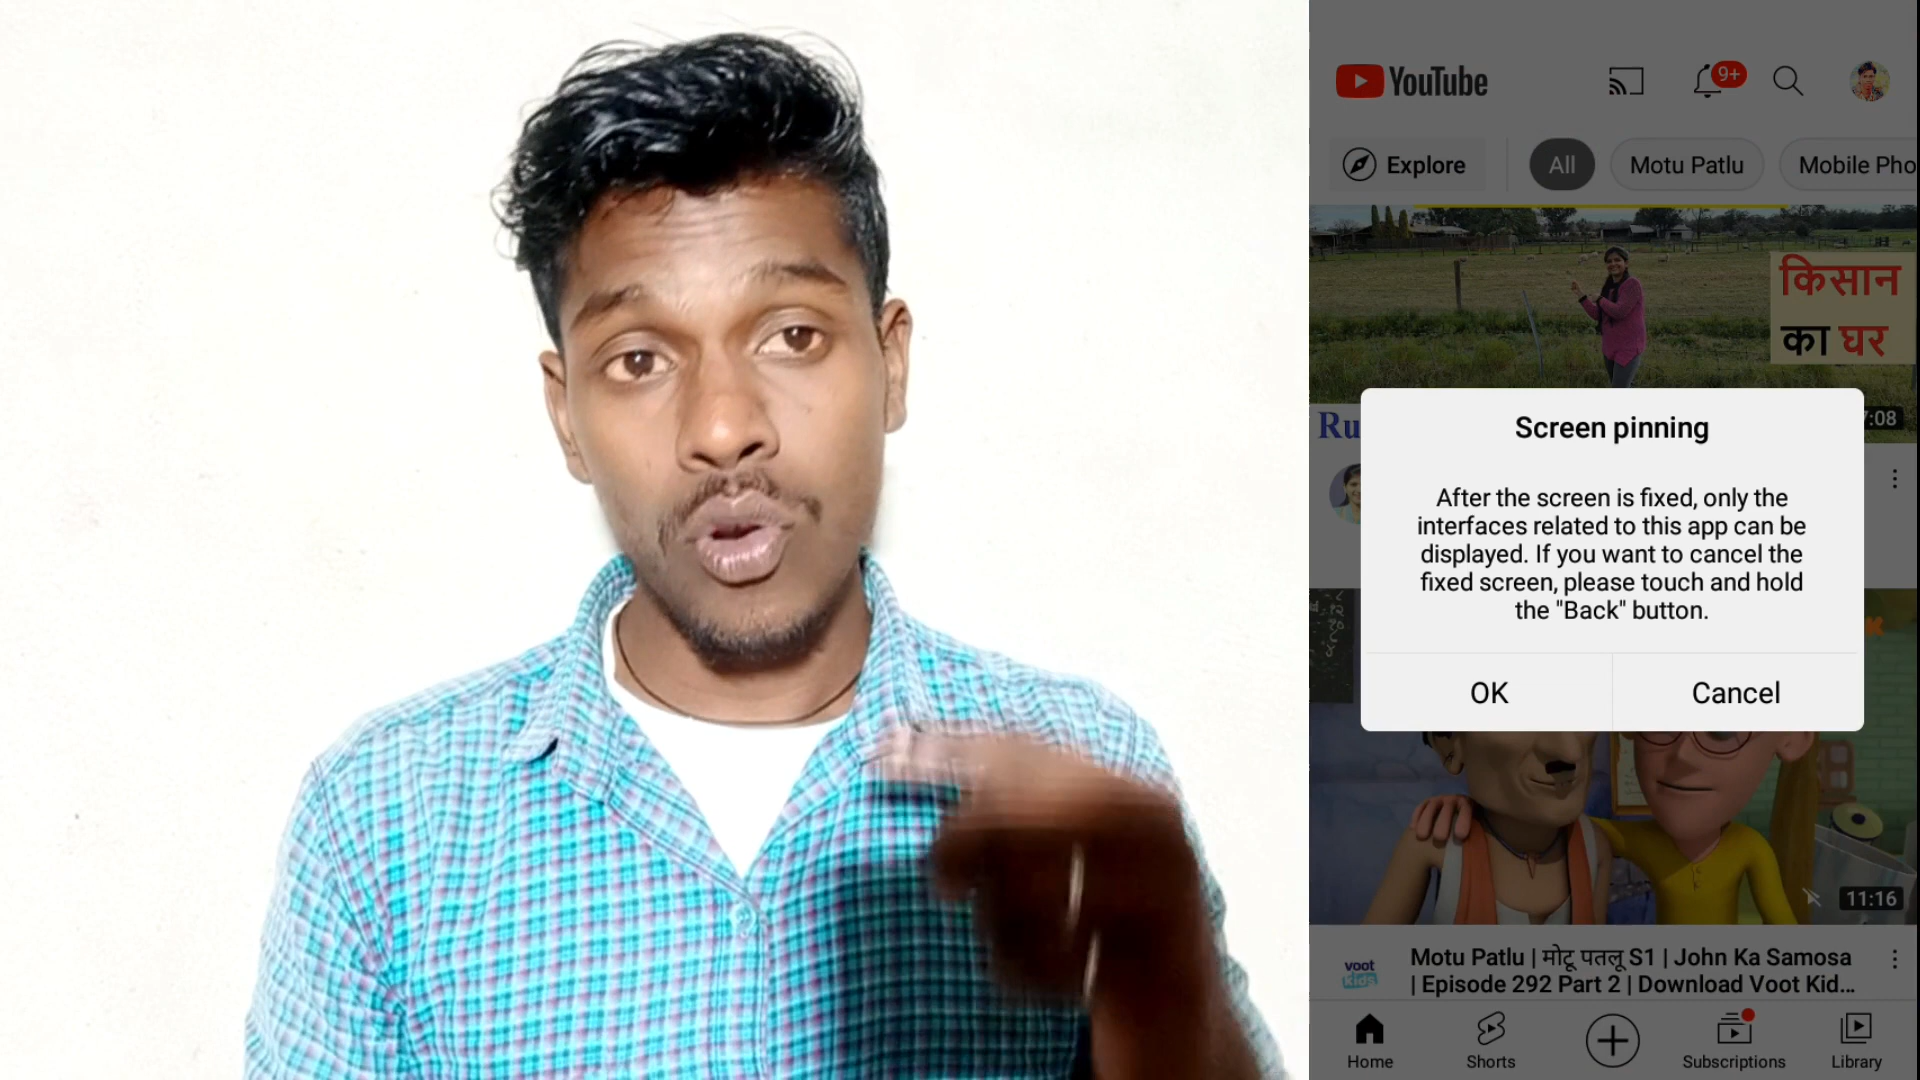 YouTube
9+
Explore
All
Motu Patlu
Mobile Pho
किसान
का घर
Ru
7:08
Screen pinning
After the screen is fixed, only the
interfaces related to this app can be
displayed. If you want to cancel the
fixed screen, please touch and hold
the "Back" button.
OK
Cancel
11:16
voot
kids
Motu Patlu | मोटू पतलू S1 | John Ka Samosa
| Episode 292 Part 2 | Download Voot Kid...
Home
Shorts
Subscriptions
Library